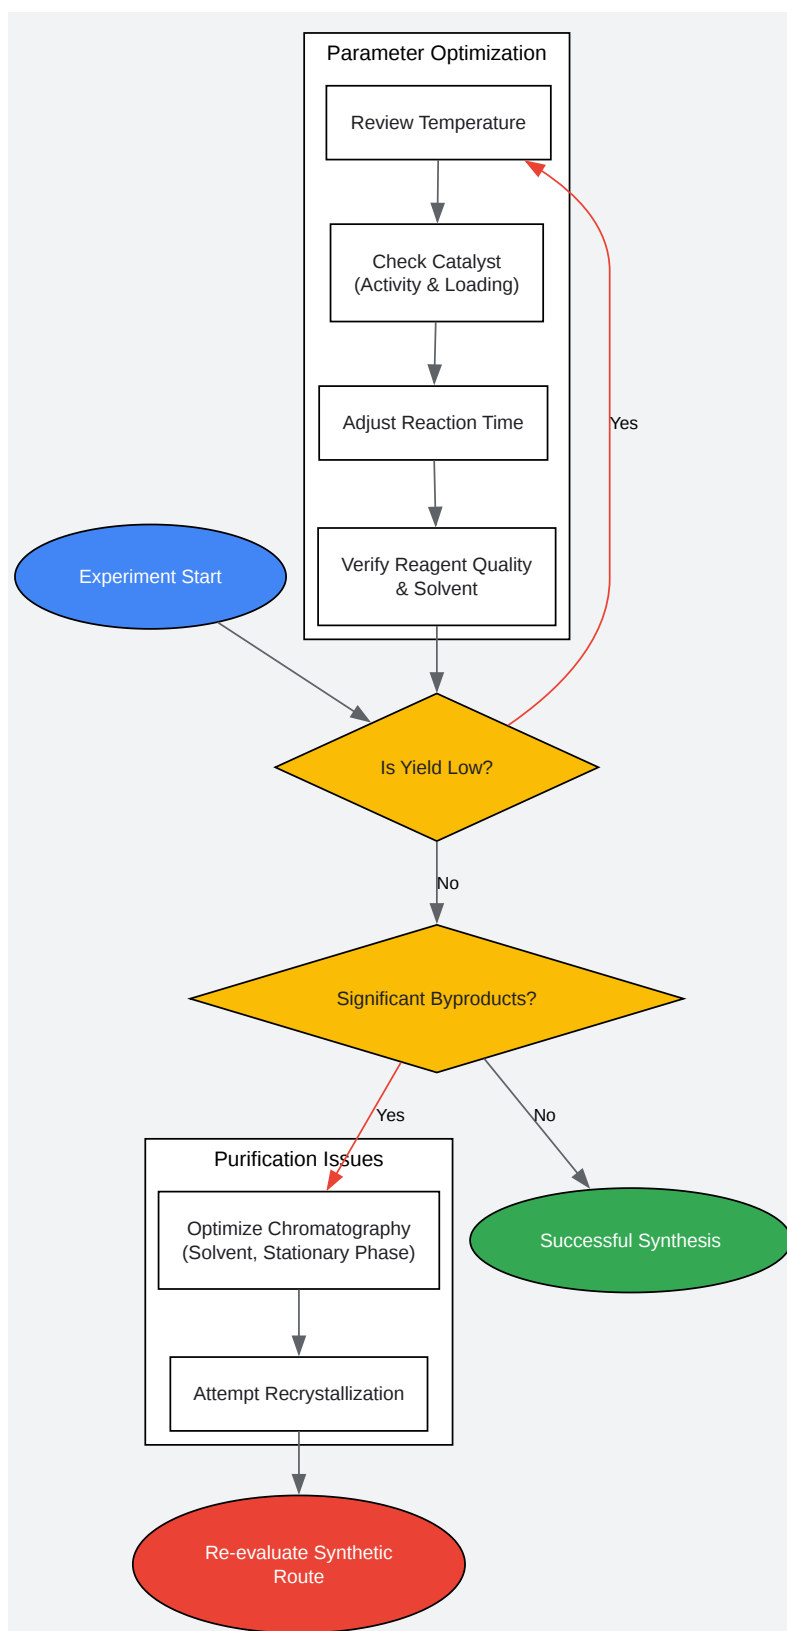 Parameter Optimization
Review Temperature
Check Catalyst
(Activity & Loading)
Adjust Reaction Time
Yes
Verify Reagent Quality
& Solvent
Experiment Start
Is Yield Low?
No
Significant Byproducts?
Yes
No
Purification Issues
Optimize Chromatography
(Solvent, Stationary Phase)
Successful Synthesis
Attempt Recrystallization
Re-evaluate Synthetic
Route